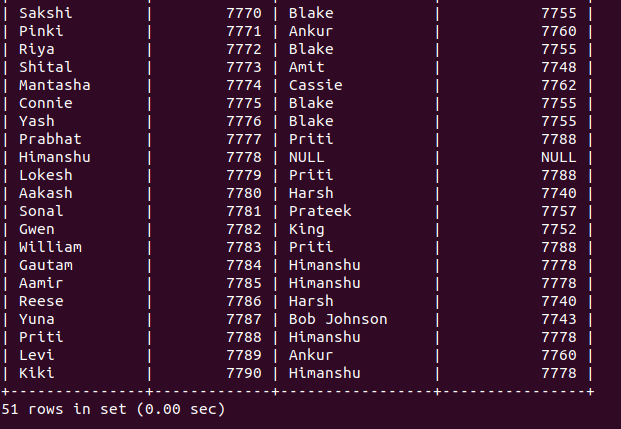 | Sakshi         |        7770 | Blake           |           7755 |
| Pinki          |        7771 | Ankur           |           7760 |
| Riya           |        7772 | Blake           |           7755 |
| Shital         |        7773 | Amit            |           7748 |
| Mantasha       |        7774 | Cassie          |           7762 |
| Connie         |        7775 | Blake           |           7755 |
| Yash           |        7776 | Blake           |           7755 |
| Prabhat        |        7777 | Priti           |           7788 |
| Himanshu       |        7778 | NULL            |           NULL |
| Lokesh         |        7779 | Priti           |           7788 |
| Aakash         |        7780 | Harsh           |           7740 |
| Sonal          |        7781 | Prateek         |           7757 |
| Gwen           |        7782 | King            |           7752 |
| William        |        7783 | Priti           |           7788 |
| Gautam         |        7784 | Himanshu        |           7778 |
| Aamir          |        7785 | Himanshu        |           7778 |
| Reese          |        7786 | Harsh           |           7740 |
| Yuna           |        7787 | Bob Johnson     |           7743 |
| Priti          |        7788 | Himanshu        |           7778 |
| Levi           |        7789 | Ankur           |           7760 |
| Kiki           |        7790 | Himanshu        |           7778 |
+---------------+-------------+-----------------+----------------+
51 rows in set (0.00 sec)